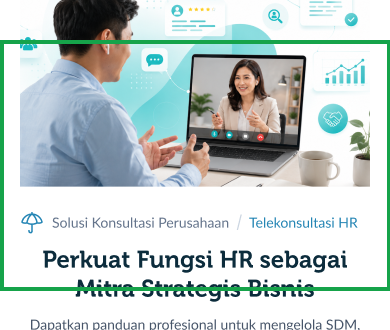 Solusi Konsultasi Perusahaan / Telekonsultasi HR
Perkuat Fungsi HR sebagai
Mitra Strategis Bisnis
Dapatkan panduan profesional untuk mengelola SDM,